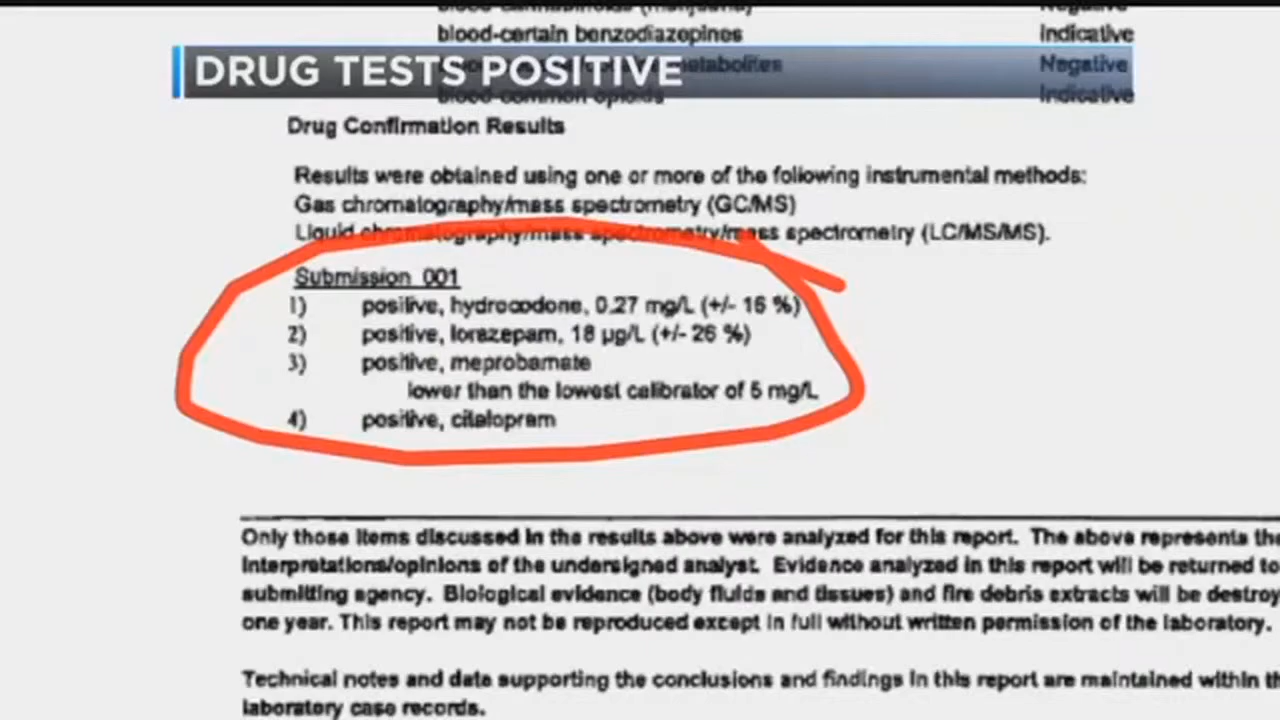 Negative
blood-certain benzodiazepines Indicative
DRUG TESTS POSITIVE metabolites Negative
blood-common opioids Indicative
Drug Confirmation Results
Results were obtained using one or more of the following instrumental methods:
Gas chromatography/mass spectrometry (GC/MS)
Liquid chromatography/mass spectrometry/mass spectrometry (LC/MS/MS).
Submission 001
1) positive, hydrocodone, 0.27 mg/L (+/- 16 %)
2) positive, lorazepam, 18 µg/L (+/- 26 %)
3) positive, meprobamate
lower than the lowest calibrator of 5 mg/L
4) positive, citalopram
Only those items discussed in the results above were analyzed for this report. The above represents the
interpretations/opinions of the undersigned analyst. Evidence analyzed in this report will be returned to
submitting agency. Biological evidence (body fluids and tissues) and fire debris extracts will be destroy
one year. This report may not be reproduced except in full without written permission of the laboratory.
Technical notes and data supporting the conclusions and findings in this report are maintained within th
laboratory case records.